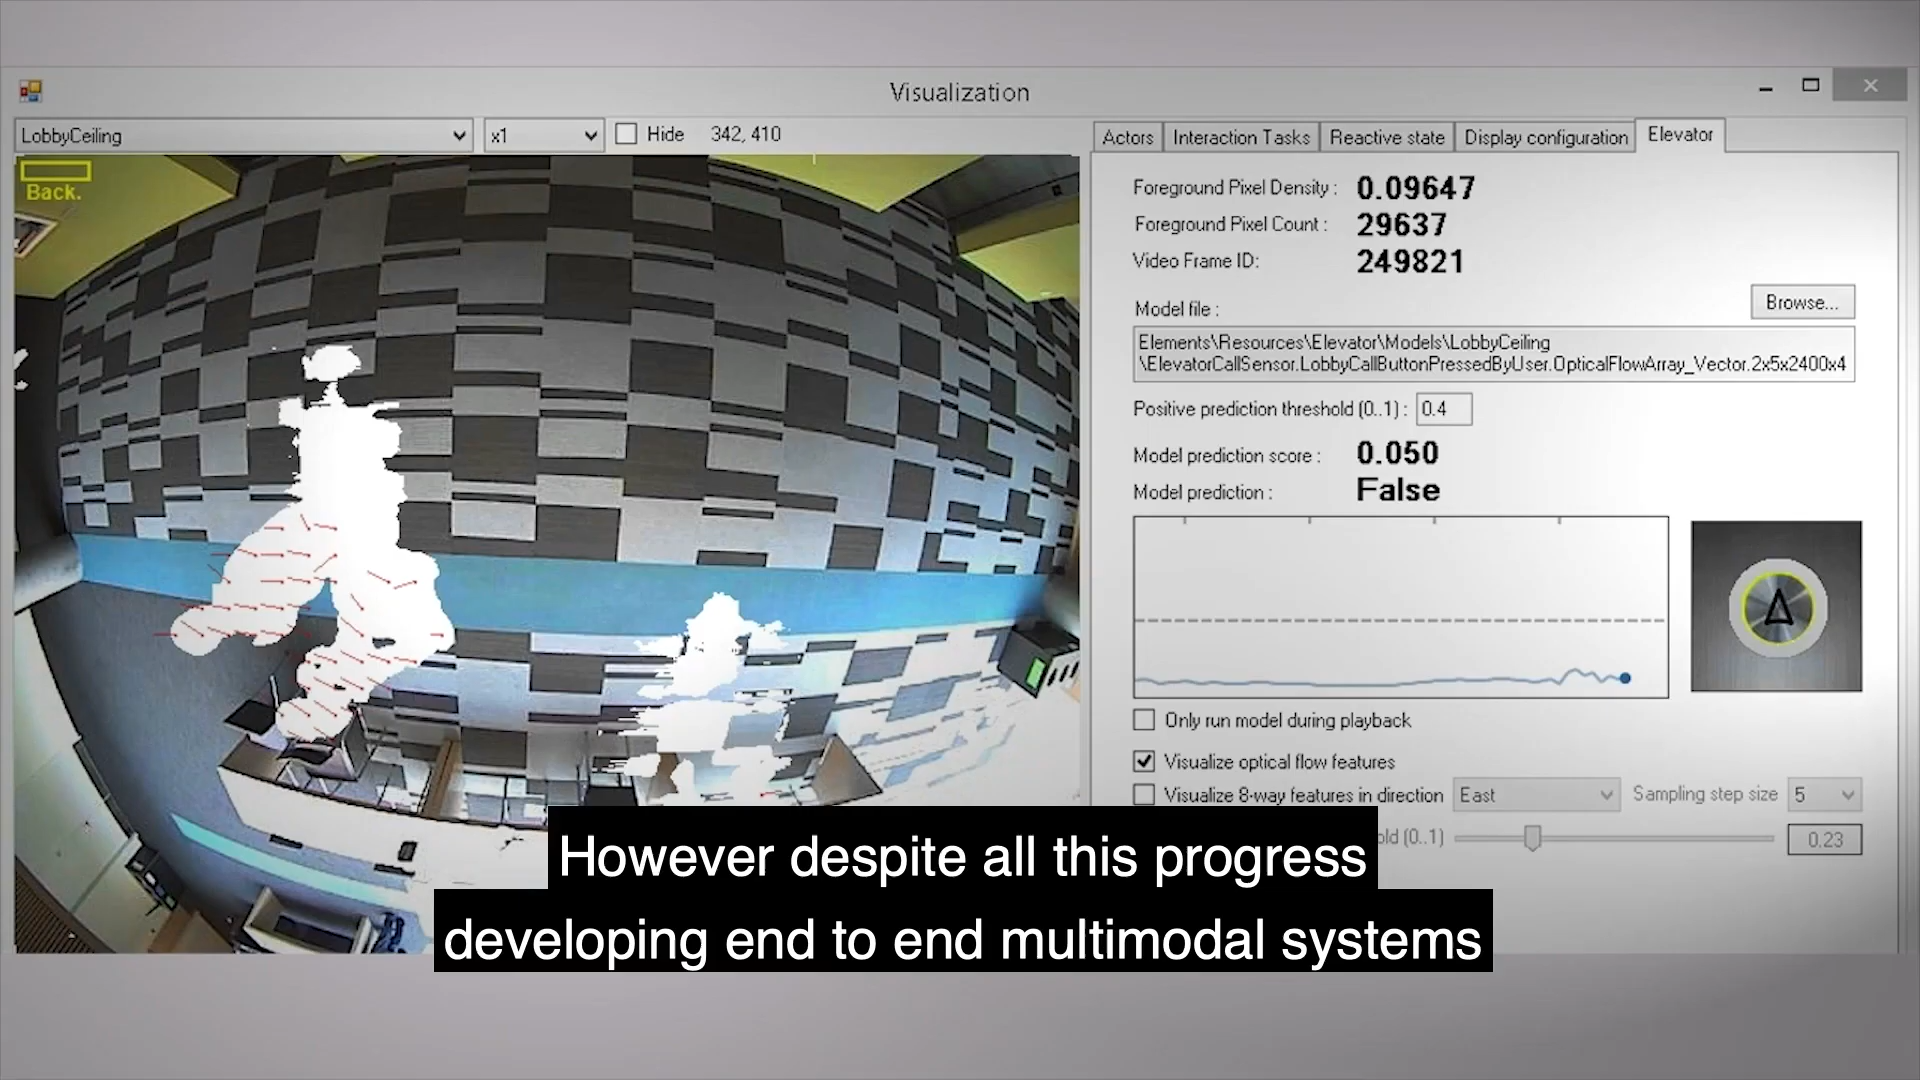 Visualization
LobbyCeiling
x1
Hide
342, 410
Back.
Actors
Interaction Tasks
Reactive state
Display configuration
Elevator
Foreground Pixel Density :
0.09647
Foreground Pixel Count :
29637
Video Frame ID:
249821
Model file :
Browse...
Elements\Resources\Elevator\Models\LobbyCeiling
\ElevatorCallSensor.LobbyCallButtonPressedByUser.OpticalFlowArray_Vector.2x5x2400x4
Positive prediction threshold (0..1) :
0.4
Model prediction score :
0.050
Model prediction :
False
Only run model during playback
Visualize optical flow features
Visualize 8-way features in direction
East
Sampling step size
5
old (0..1)
0.23
However despite all this progress
developing end to end multimodal systems